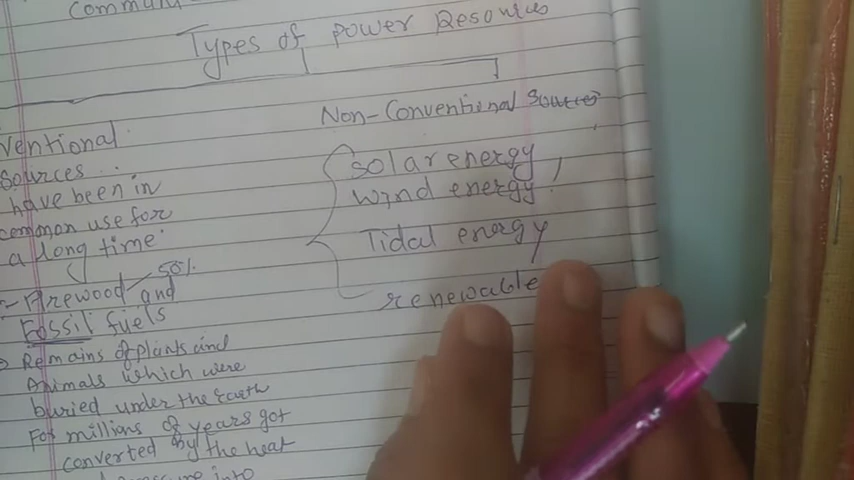 Types of power Resources
Non-Conventional Sources
ventional
Sources
have been in
common use for
a long time
Firewood 50%
and
Fossil fuels
Remains of plants and
Animals which were
buried under the Earth
For millions of years got
converted by the heat
into
solar energy
wind energy
Tidal energy
renewable